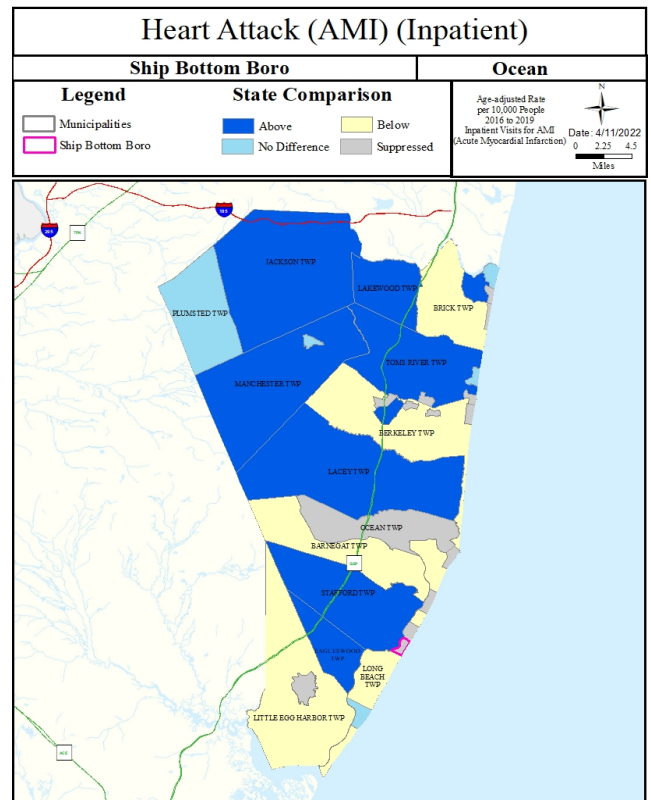 Heart Attack (AMI) (Inpatient)
Ship Bottom Boro
Ocean
Legend
Municipalities
Ship Bottom Boro
State Comparison
Above
Below
No Difference
Suppressed
Age-adjusted Rate
per 10,000 People
2016 to 2019
Inpatient Visits for AMI
(Acute Myocardial Infarction)
N
Date: 4/11/2022
0 2.25 4.5
Miles
195
295
JACKSON TWP
LAKEWOOD TWP
BRICK TWP
PLUMSTED TWP
TOMS RIVER TWP
MANCHESTER TWP
BERKELEY TWP
LACEY TWP
OCEAN TWP
BARNEGAT TWP
GSP
STAFFORD TWP
EAGLESWOOD
TWP
LONG
BEACH
TWP
LITTLE EGG HARBOR TWP